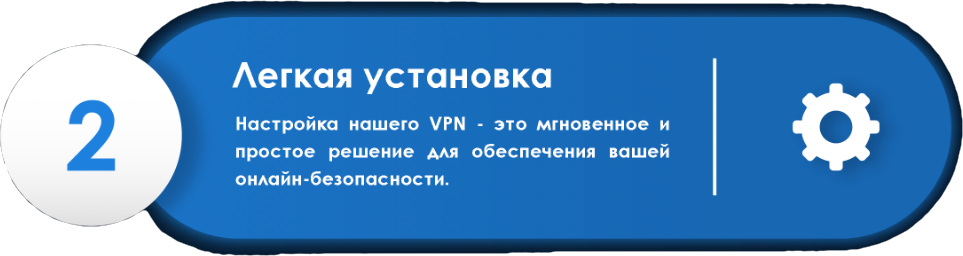 2
Легкая установка
Настройка нашего VPN - это мгновенное и
простое решение для обеспечения вашей
онлайн-безопасности.